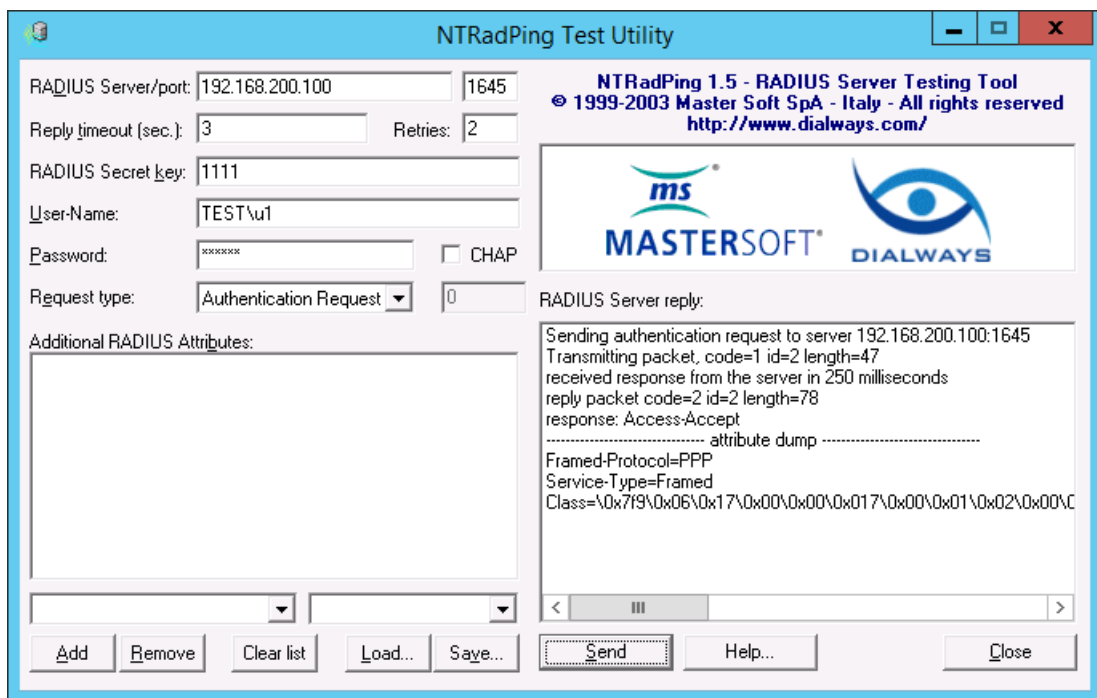 NTRadPing Test Utility
RADIUS Server/port: 192.168.200.100 1645
Reply timeout (sec.): 3 Retries: 2
RADIUS Secret key: 1111
User-Name: TEST\u1
Password: xxxxxx CHAP
Request type: Authentication Request 0
Additional RADIUS Attributes:
Add Remove Clear list Load... Save...
NTRadPing 1.5 - RADIUS Server Testing Tool
© 1999-2003 Master Soft SpA - Italy - All rights reserved
http://www.dialways.com/
ms
MASTERSOFT
DIALWAYS
RADIUS Server reply:
Sending authentication request to server 192.168.200.100:1645
Transmitting packet, code=1 id=2 length=47
received response from the server in 250 milliseconds
reply packet code=2 id=2 length=78
response: Access-Accept
-------------------------------- attribute dump --------------------------------
Framed-Protocol=PPP
Service-Type=Framed
Class=\0x7f9\0x06\0x17\0x00\0x00\0x017\0x00\0x01\0x02\0x00\
Send Help... Close